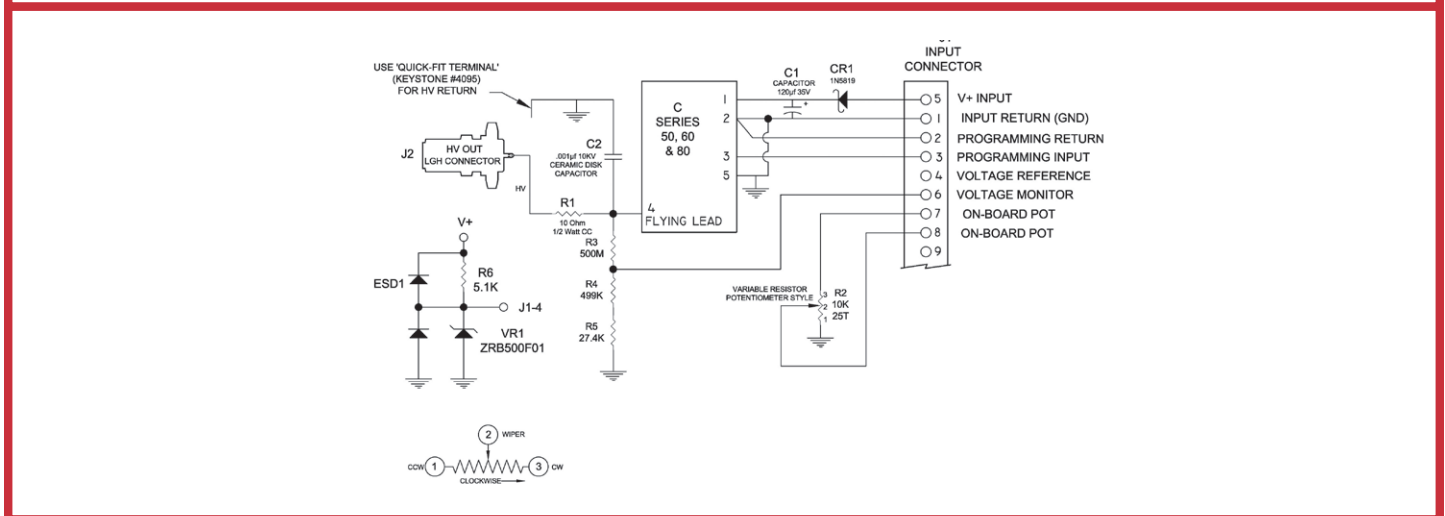 INPUT
CONNECTOR
USE 'QUICK-FIT TERMINAL'
(KEYSTONE #4095)
FOR HV RETURN
J2
HV OUT
LGH CONNECTOR
HV
C2
.001µf 10KV
CERAMIC DISK
CAPACITOR
R1
10 Ohm
1/2 Watt CC
C
SERIES
50, 60
& 80
1
2
3
5
4
FLYING LEAD
C1
CAPACITOR
120µf 35V
+
CR1
1N5819
5 V+ INPUT
1 INPUT RETURN (GND)
2 PROGRAMMING RETURN
3 PROGRAMMING INPUT
4 VOLTAGE REFERENCE
6 VOLTAGE MONITOR
7 ON-BOARD POT
8 ON-BOARD POT
9
R3
500M
R4
499K
R5
27.4K
V+
ESD1
R6
5.1K
J1-4
VR1
ZRB500F01
VARIABLE RESISTOR
POTENTIOMETER STYLE
3
2
1
R2
10K
25T
2 WIPER
CCW 1
3 CW
CLOCKWISE